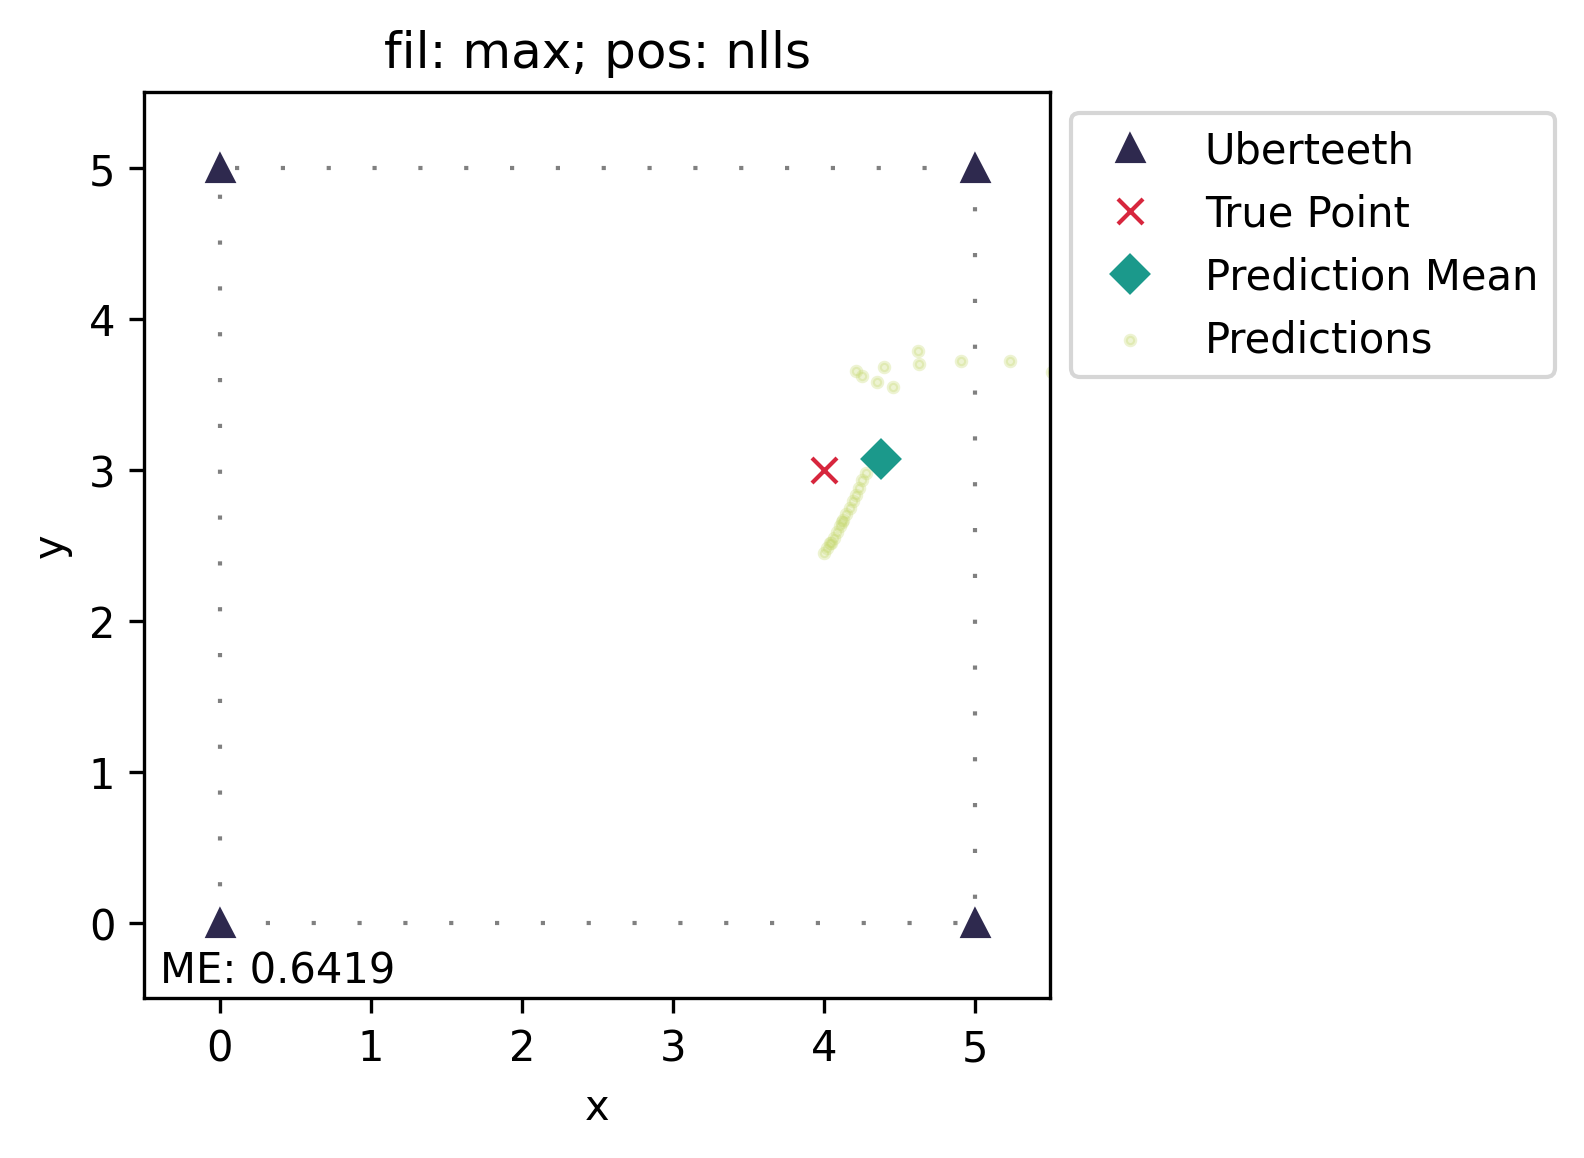 fil: max; pos: nlls
Uberteeth
True Point
Prediction Mean
Predictions
5
4
3
2
1
0
y
ME: 0.6419
0 1 2 3 4 5
x